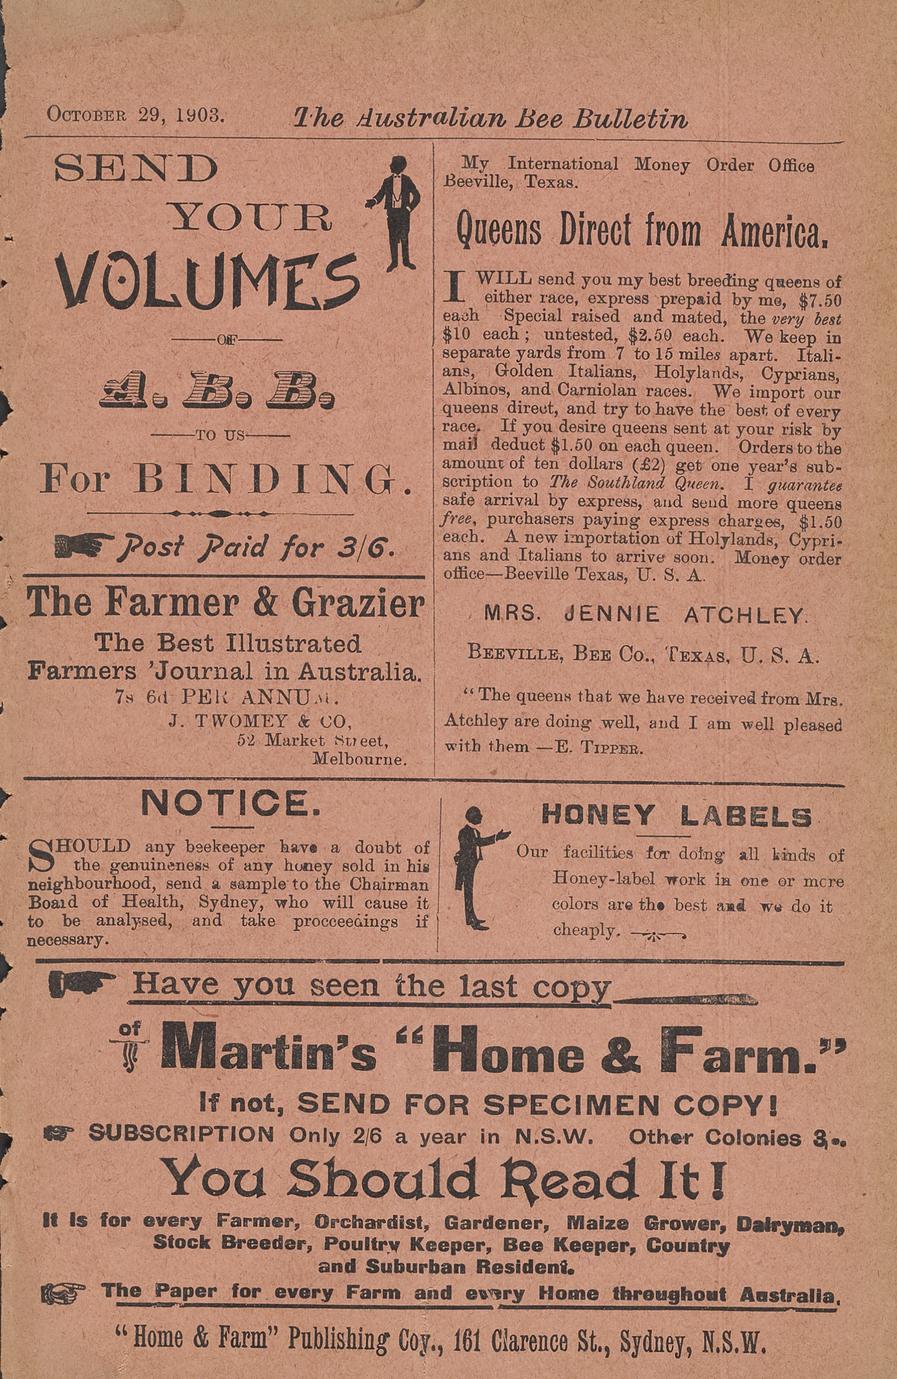 OCTOBER 29, 1903. The Australian Bee Bulletin
SEND
YOUR
VOLUMES
OF
A. B. B.
TO US
For BINDING.
Post Paid for 3/6.
The Farmer & Grazier
The Best Illustrated
Farmers 'Journal in Australia.
7s 6d PER ANNUM.
J. TWOMEY & CO,
52 Market Street,
Melbourne.
My International Money Order Office
Beeville, Texas.
Queens Direct from America.
I WILL send you my best breeding queens of
either race, express prepaid by me, $7.50
each Special raised and mated, the very best
$10 each; untested, $2.50 each. We keep in
separate yards from 7 to 15 miles apart. Itali-
ans, Golden Italians, Holylands, Cyprians,
Albinos, and Carniolan races. We import our
queens direct, and try to have the best of every
race. If you desire queens sent at your risk by
mail deduct $1.50 on each queen. Orders to the
amount of ten dollars (£2) get one year's sub-
scription to The Southland Queen. I guarantee
safe arrival by express, and send more queens
free, purchasers paying express charges, $1.50
each. A new importation of Holylands, Cypri-
ans and Italians to arrive soon. Money order
office—Beeville Texas, U. S. A.
MRS. JENNIE ATCHLEY.
BEEVILLE, BEE CO., TEXAS, U. S. A.
"The queens that we have received from Mrs.
Atchley are doing well, and I am well pleased
with them —E. TIPPER.
NOTICE.
SHOULD any beekeeper have a doubt of
the genuineness of any honey sold in his
neighbourhood, send a sample to the Chairman
Board of Health, Sydney, who will cause it
to be analysed, and take procceedings if
necessary.
HONEY LABELS
Our facilities for doing all kinds of
Honey-label work in one or more
colors are the best and we do it
cheaply.
Have you seen the last copy
of Martin's "Home & Farm."
If not, SEND FOR SPECIMEN COPY!
SUBSCRIPTION Only 2/6 a year in N.S.W. Other Colonies
You Should Read It!
It is for every Farmer, Orchardist, Gardener, Maize Grower, Dairyman,
Stock Breeder, Poultry Keeper, Bee Keeper, Country
and Suburban Resident.
The Paper for every Farm and every Home throughout Australia.
"Home & Farm" Publishing Coy., 161 Clarence St., Sydney, N.S.W.